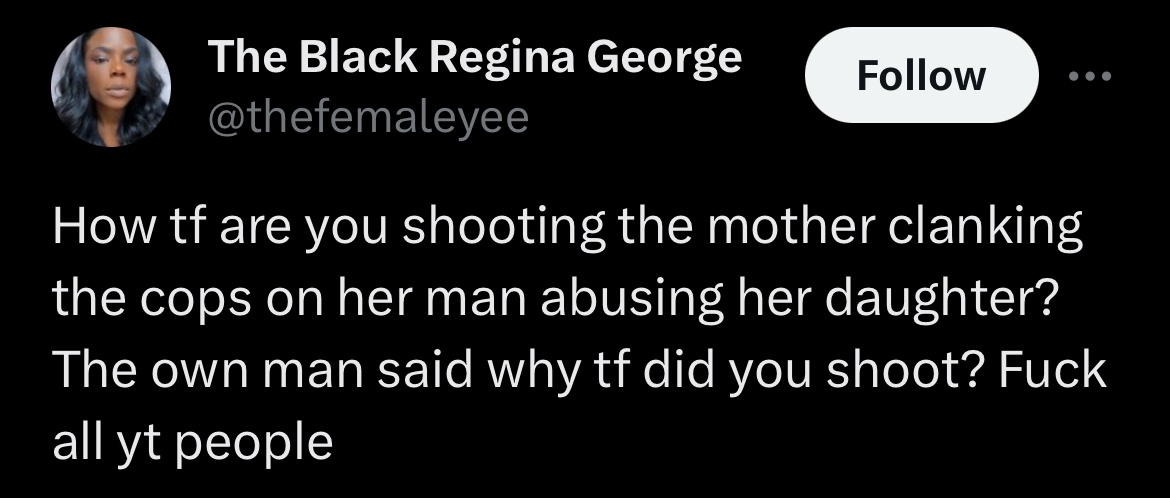 The Black Regina George
@thefemaleyee
Follow
How tf are you shooting the mother clanking
the cops on her man abusing her daughter?
The own man said why tf did you shoot? Fuck
all yt people